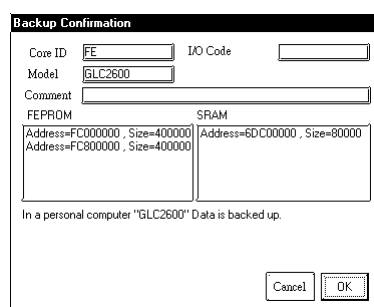 Backup Confirmation
Core ID FE I/O Code
Model GLC2600
Comment
FEPROM SRAM
Address=FC000000 , Size=400000 Address=6DC00000 , Size=80000
Address=FC800000 , Size=400000
In a personal computer "GLC2600" Data is backed up.
Cancel OK